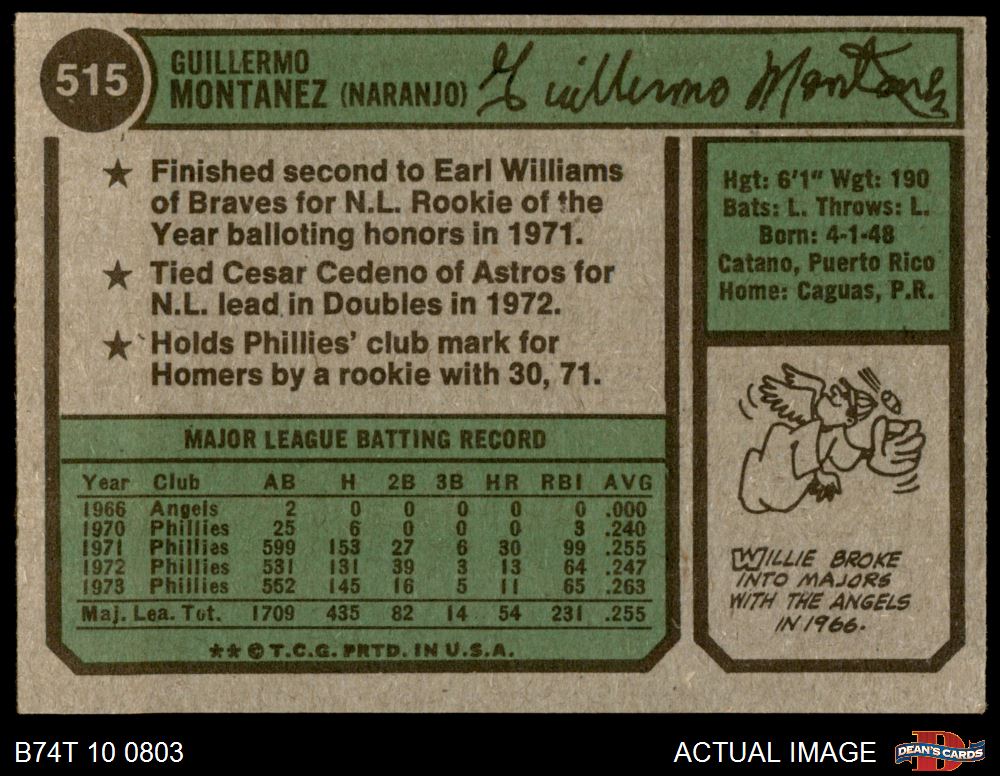 515
GUILLERMO
MONTANEZ (NARANJO)
Guillermo Montanez
★ Finished second to Earl Williams
of Braves for N.L. Rookie of the
Year balloting honors in 1971.
★ Tied Cesar Cedeno of Astros for
N.L. lead in Doubles in 1972.
★ Holds Phillies' club mark for
Homers by a rookie with 30, 71.
MAJOR LEAGUE BATTING RECORD
Year Club AB H 2B 3B HR RBI AVG
1966 Angels 2 0 0 0 0 0 .000
1970 Phillies 25 6 0 0 0 3 .240
1971 Phillies 599 153 27 6 30 99 .255
1972 Phillies 531 131 39 3 13 64 .247
1973 Phillies 552 145 16 5 11 65 .263
Maj. Lea. Tot. 1709 435 82 14 54 231 .255
★★ © T.C.G. PRTD. IN U.S.A.
Hgt: 6'1" Wgt: 190
Bats: L. Throws: L.
Born: 4-1-48
Catano, Puerto Rico
Home: Caguas, P.R.
WILLIE BROKE
INTO MAJORS
WITH THE ANGELS
IN 1966.
B74T 10 0803
ACTUAL IMAGE
DEAN'S CARDS